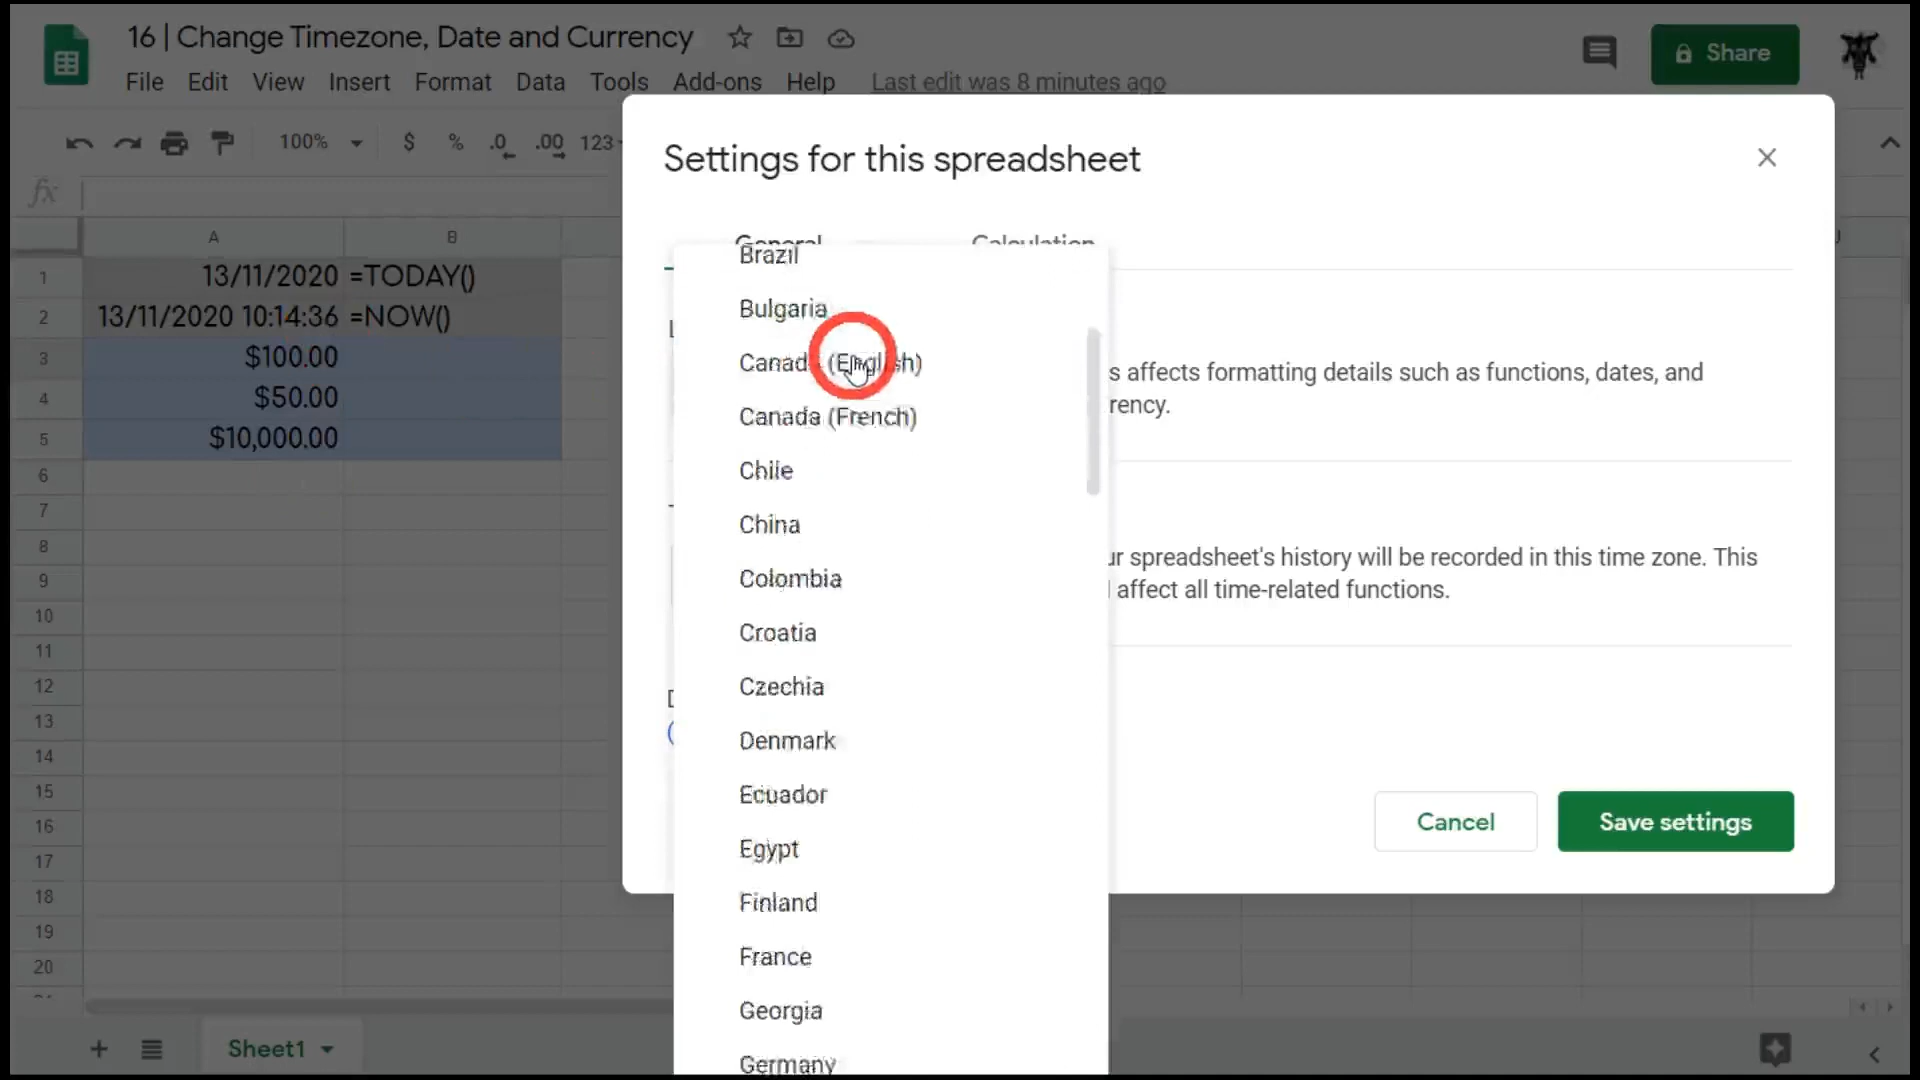 16 | Change Timezone, Date and Currency
Share
File Edit View Insert Format Data Tools Add-ons Help Last edit was 8 minutes ago
100% $ % .0 .00 123
Settings for this spreadsheet
fx
General Calculation
A B
1 13/11/2020 =TODAY()
2 13/11/2020 10:14:36 =NOW()
3 $100.00
4 $50.00
5 $10,000.00
6
7
8
9
10
11
12
13
14
15
16
17
18
19
20
Brazil
Bulgaria
Canada (English)
Canada (French)
Chile
China
Colombia
Croatia
Czechia
Denmark
Ecuador
Egypt
Finland
France
Georgia
Germany
s affects formatting details such as functions, dates, and
rency.
ur spreadsheet's history will be recorded in this time zone. This
affect all time-related functions.
Cancel Save settings
Sheet1